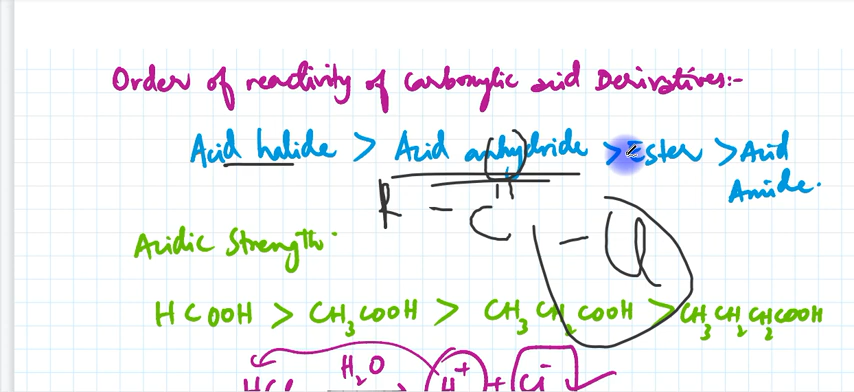 Order of reactivity of Carboxylic acid Derivatives:-
Acid halide > Acid anhydride > Ester > Acid
Amide.
R - C - Cl
Acidic Strength
HCOOH > CH3COOH > CH3CH2COOH > CH3CH2CH2COOH
H2O
HCl H+ + Cl-